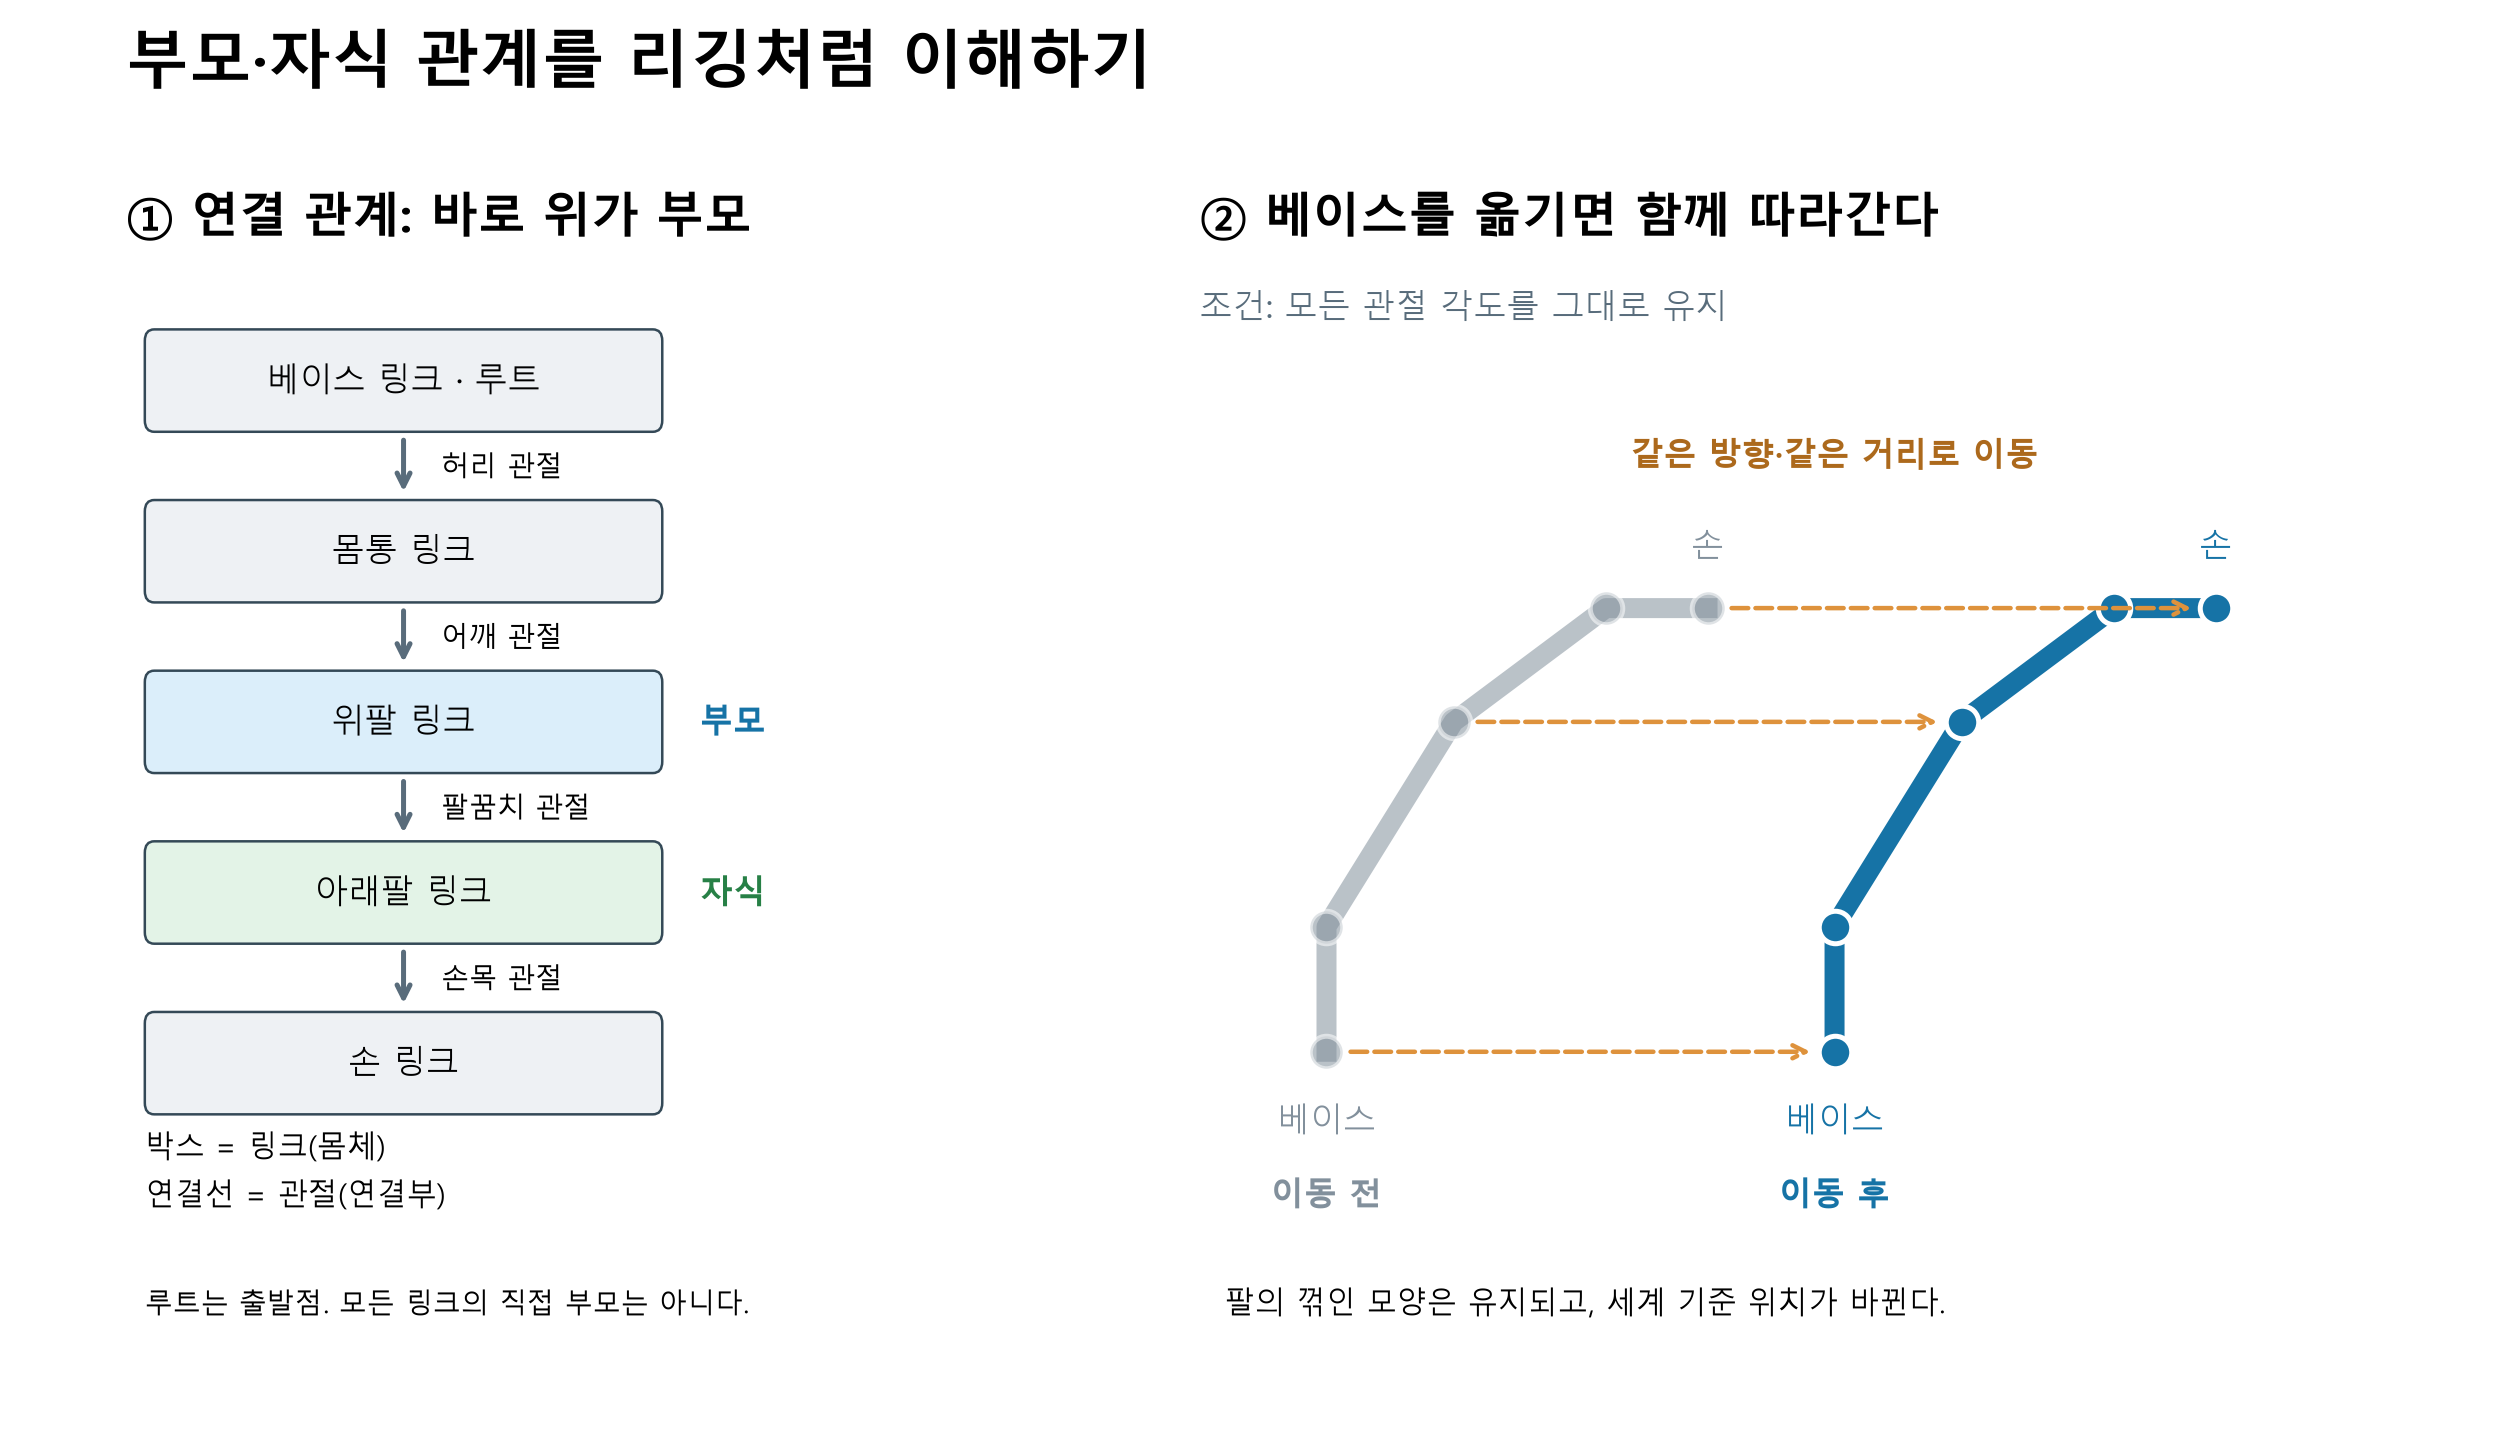 부모·자식 관계를 리깅처럼 이해하기
① 연결 관계: 바로 위가 부모
베이스 링크 · 루트
허리 관절
몸통 링크
어깨 관절
위팔 링크
부모
팔꿈치 관절
아래팔 링크
자식
손목 관절
손 링크
박스 = 링크(몸체)
연결선 = 관절(연결부)
루트는 출발점. 모든 링크의 직접 부모는 아니다.
② 베이스를 옮기면 함께 따라간다
조건: 모든 관절 각도를 그대로 유지
같은 방향·같은 거리로 이동
손
손
베이스
베이스
이동 전
이동 후
팔의 꺾인 모양은 유지되고, 세계 기준 위치가 바뀐다.